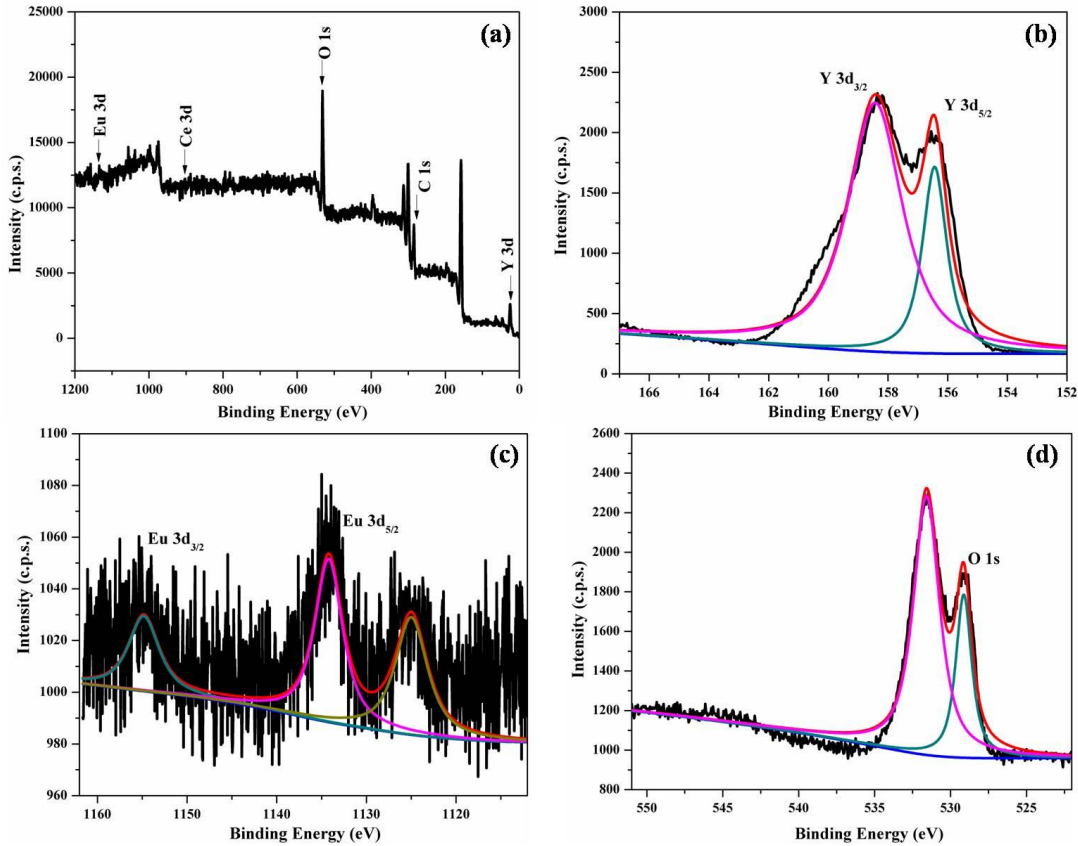 (a)
Eu 3d
Ce 3d
O 1s
C 1s
Y 3d
25000
20000
15000
10000
5000
0
1200 1000 800 600 400 200 0
Intensity (c.p.s.)
Binding Energy (eV)
(b)
Y 3d3/2
Y 3d5/2
3000
2500
2000
1500
1000
500
0
166 164 162 160 158 156 154 152
Intensity (c.p.s.)
Binding Energy (eV)
(c)
Eu 3d3/2
Eu 3d5/2
1100
1080
1060
1040
1020
1000
980
960
1160 1150 1140 1130 1120
Intensity (c.p.s.)
Binding Energy (eV)
(d)
O 1s
2600
2400
2200
2000
1800
1600
1400
1200
1000
800
550 545 540 535 530 525
Intensity (c.p.s.)
Binding Energy (eV)